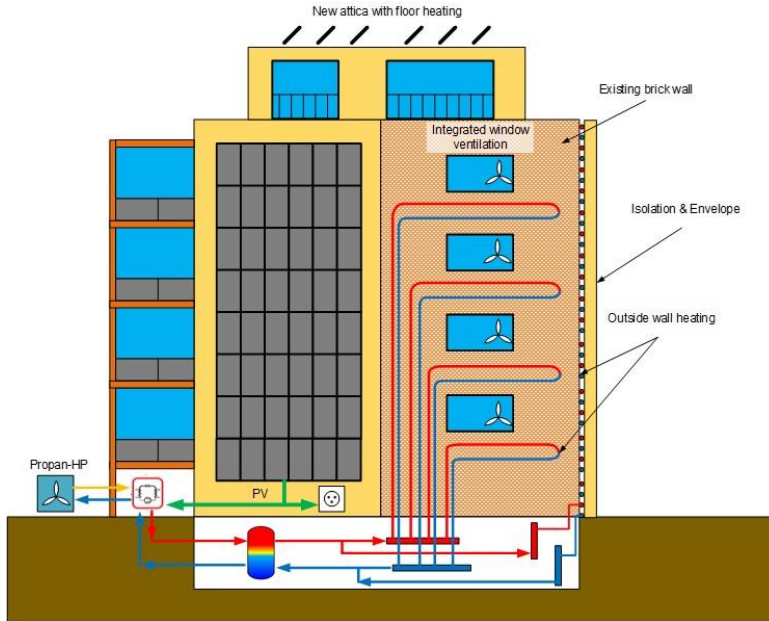 New attica with floor heating
Existing brick wall
Integrated window
ventilation
Isolation & Envelope
Outside wall heating
Propan-HP
PV